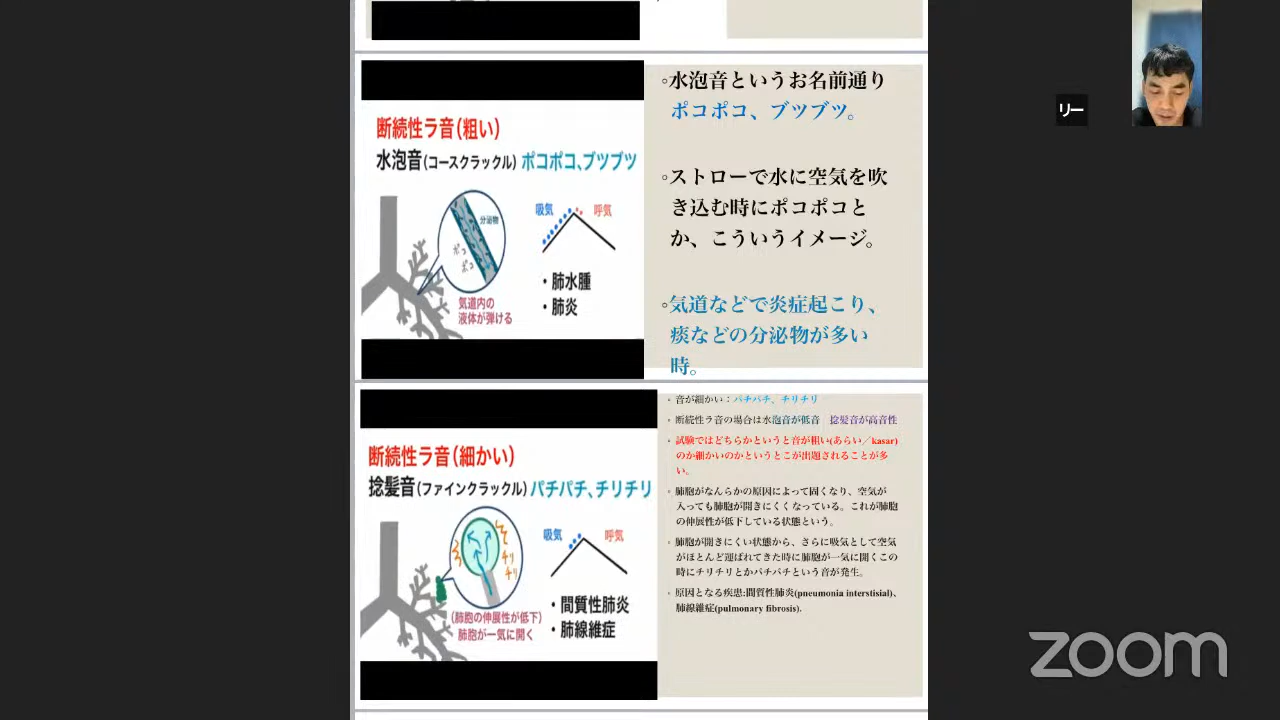 断続性ラ音(粗い)
水泡音(コースクラックル) ポコポコ、ブツブツ
分泌物
ポコ
ポコ
吸気
呼気
・肺水腫
・肺炎
気道内の
液体が弾ける
◦水泡音というお名前通り
ポコポコ、ブツブツ。
◦ストローで水に空気を吹
き込む時にポコポコと
か、こういうイメージ。
◦気道などで炎症起こり、
痰などの分泌物が多い
時。
断続性ラ音(細かい)
捻髪音(ファインクラックル) パチパチ、チリチリ
チリ
チリ
吸気
呼気
(肺胞の伸展性が低下)
肺胞が一気に開く
・間質性肺炎
・肺線維症
• 音が細かい：パチパチ、チリチリ
• 断続性ラ音の場合は水泡音が低音 捻髪音が高音性
• 試験ではどちらかというと音が粗い(あらい／kasar)
のか細かいのかというとこが出題されることが多
い。
• 肺胞がなんらかの原因によって固くなり、空気が
入っても肺胞が開きにくくなっている。これが肺胞
の伸展性が低下している状態という。
• 肺胞が開きにくい状態から、さらに吸気として空気
がほとんど運ばれてきた時に肺胞が一気に開くこの
時にチリチリとかパチパチという音が発生。
• 原因となる疾患:間質性肺炎(pneumonia interstisial)、
肺線維症(pulmonary fibrosis).
リー
zoom